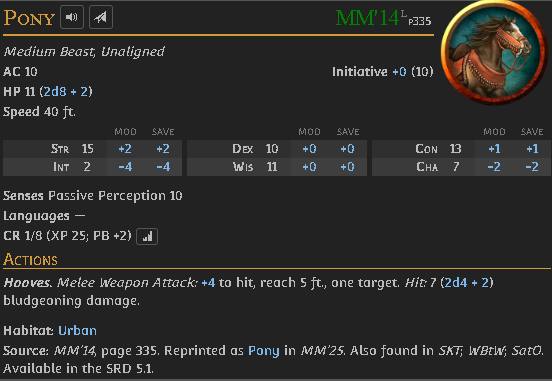 PONY MM'14 L p335
Medium Beast, Unaligned
AC 10 Initiative +0 (10)
HP 11 (2d8 + 2)
Speed 40 ft.
MOD SAVE MOD SAVE MOD SAVE
STR 15 +2 +2 DEX 10 +0 +0 CON 13 +1 +1
INT 2 −4 −4 WIS 11 +0 +0 CHA 7 −2 −2
Senses Passive Perception 10
Languages —
CR 1/8 (XP 25; PB +2)
ACTIONS
Hooves. Melee Weapon Attack: +4 to hit, reach 5 ft., one target. Hit: 7 (2d4 + 2)
bludgeoning damage.
Habitat: Urban
Source: MM'14, page 335. Reprinted as Pony in MM'25. Also found in SKT; WBtW; SatO.
Available in the SRD 5.1.